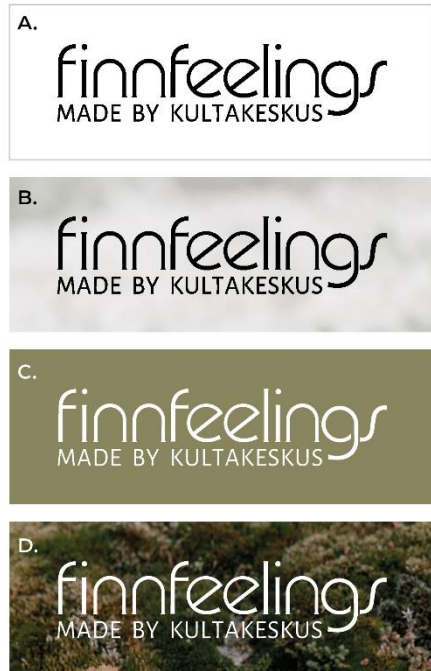 A.
finnfeelings
MADE BY KULTAKESKUS
B.
finnfeelings
MADE BY KULTAKESKUS
C.
finnfeelings
MADE BY KULTAKESKUS
D.
finnfeelings
MADE BY KULTAKESKUS